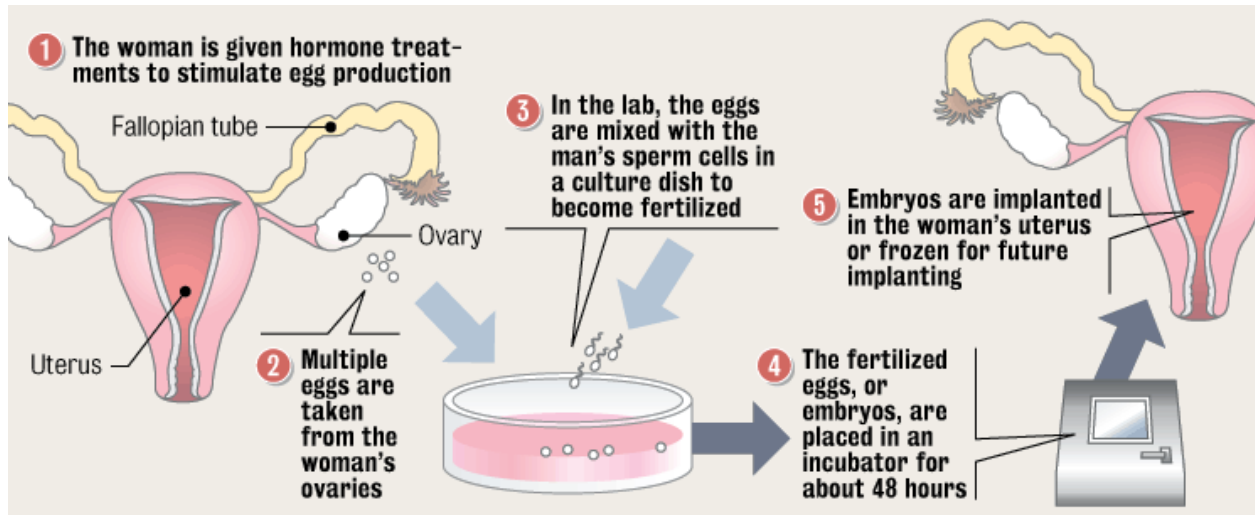 1 The woman is given hormone treat-
ments to stimulate egg production
Fallopian tube
Ovary
Uterus
2 Multiple
eggs are
taken
from the
woman's
ovaries
3 In the lab, the eggs
are mixed with the
man's sperm cells in
a culture dish to
become fertilized
4 The fertilized
eggs, or
embryos, are
placed in an
incubator for
about 48 hours
5 Embryos are implanted
in the woman's uterus
or frozen for future
implanting